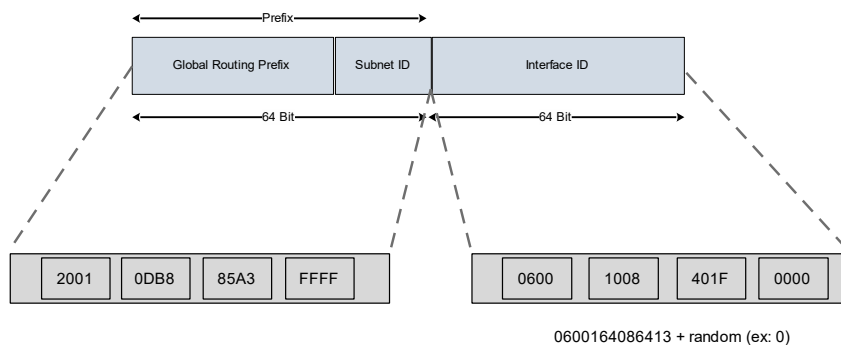 Prefix
Global Routing Prefix Subnet ID Interface ID
64 Bit 64 Bit
2001 0DB8 85A3 FFFF 0600 1008 401F 0000
0600164086413 + random (ex: 0)